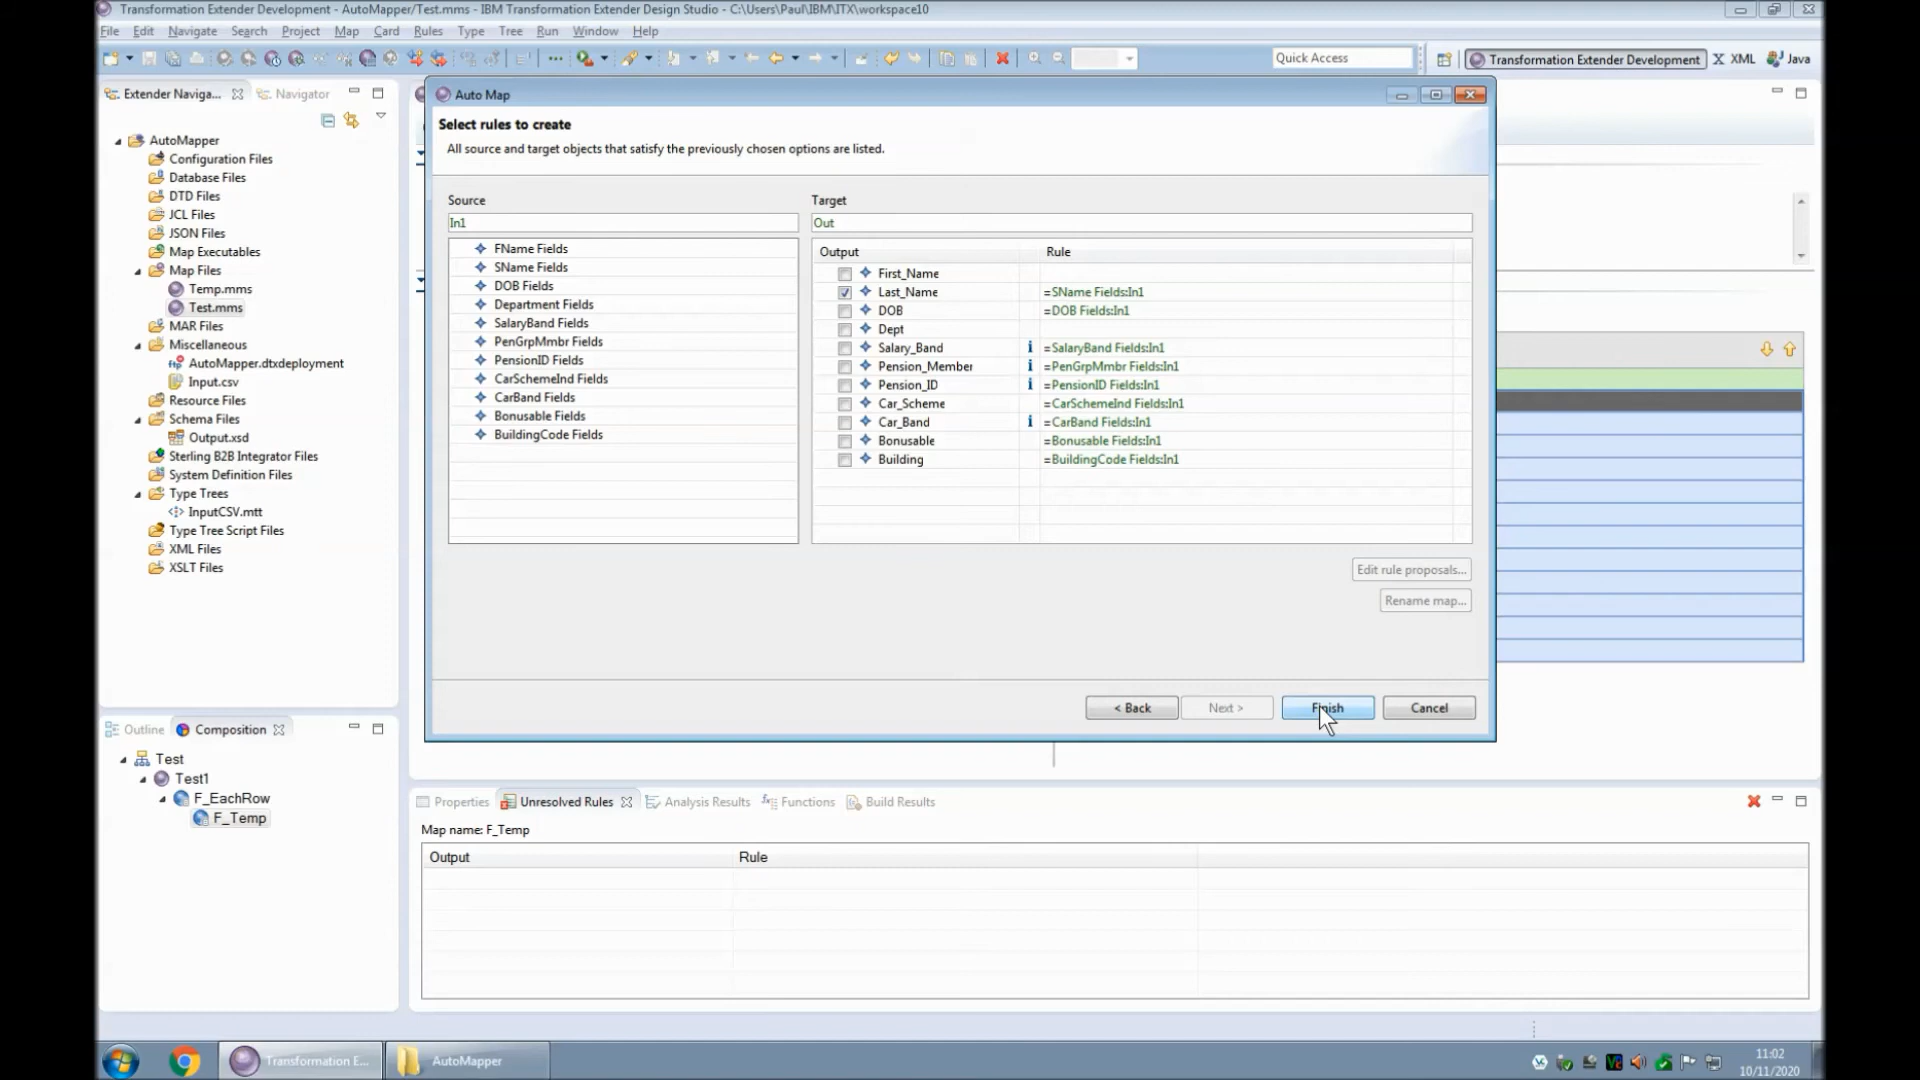 Transformation Extender Development - AutoMapper/Test.mms - IBM Transformation Extender Design Studio - C:\Users\Paul\IBM\ITX\workspace10
File Edit Navigate Search Project Map Card Rules Type Tree Run Window Help
Quick Access
Transformation Extender Development
XML
Java
Extender Naviga...
Navigator
AutoMapper
Configuration Files
Database Files
DTD Files
JCL Files
JSON Files
Map Executables
Map Files
Temp.mms
Test.mms
MAR Files
Miscellaneous
AutoMapper.dtxdeployment
Input.csv
Resource Files
Schema Files
Output.xsd
Sterling B2B Integrator Files
System Definition Files
Type Trees
InputCSV.mtt
Type Tree Script Files
XML Files
XSLT Files
Outline
Composition
Test
Test1
F_EachRow
F_Temp
Auto Map
Select rules to create
All source and target objects that satisfy the previously chosen options are listed.
Source
In1
FName Fields
SName Fields
DOB Fields
Department Fields
SalaryBand Fields
PenGrpMmbr Fields
PensionID Fields
CarSchemeInd Fields
CarBand Fields
Bonusable Fields
BuildingCode Fields
Target
Out
Output Rule
First_Name
Last_Name =SName Fields:In1
DOB =DOB Fields:In1
Dept
Salary_Band =SalaryBand Fields:In1
Pension_Member =PenGrpMmbr Fields:In1
Pension_ID =PensionID Fields:In1
Car_Scheme =CarSchemeInd Fields:In1
Car_Band =CarBand Fields:In1
Bonusable =Bonusable Fields:In1
Building =BuildingCode Fields:In1
Edit rule proposals...
Rename map...
< Back
Next >
Finish
Cancel
Properties
Unresolved Rules
Analysis Results
Functions
Build Results
Map name: F_Temp
Output Rule
Transformation E...
AutoMapper
11:02
10/11/2020